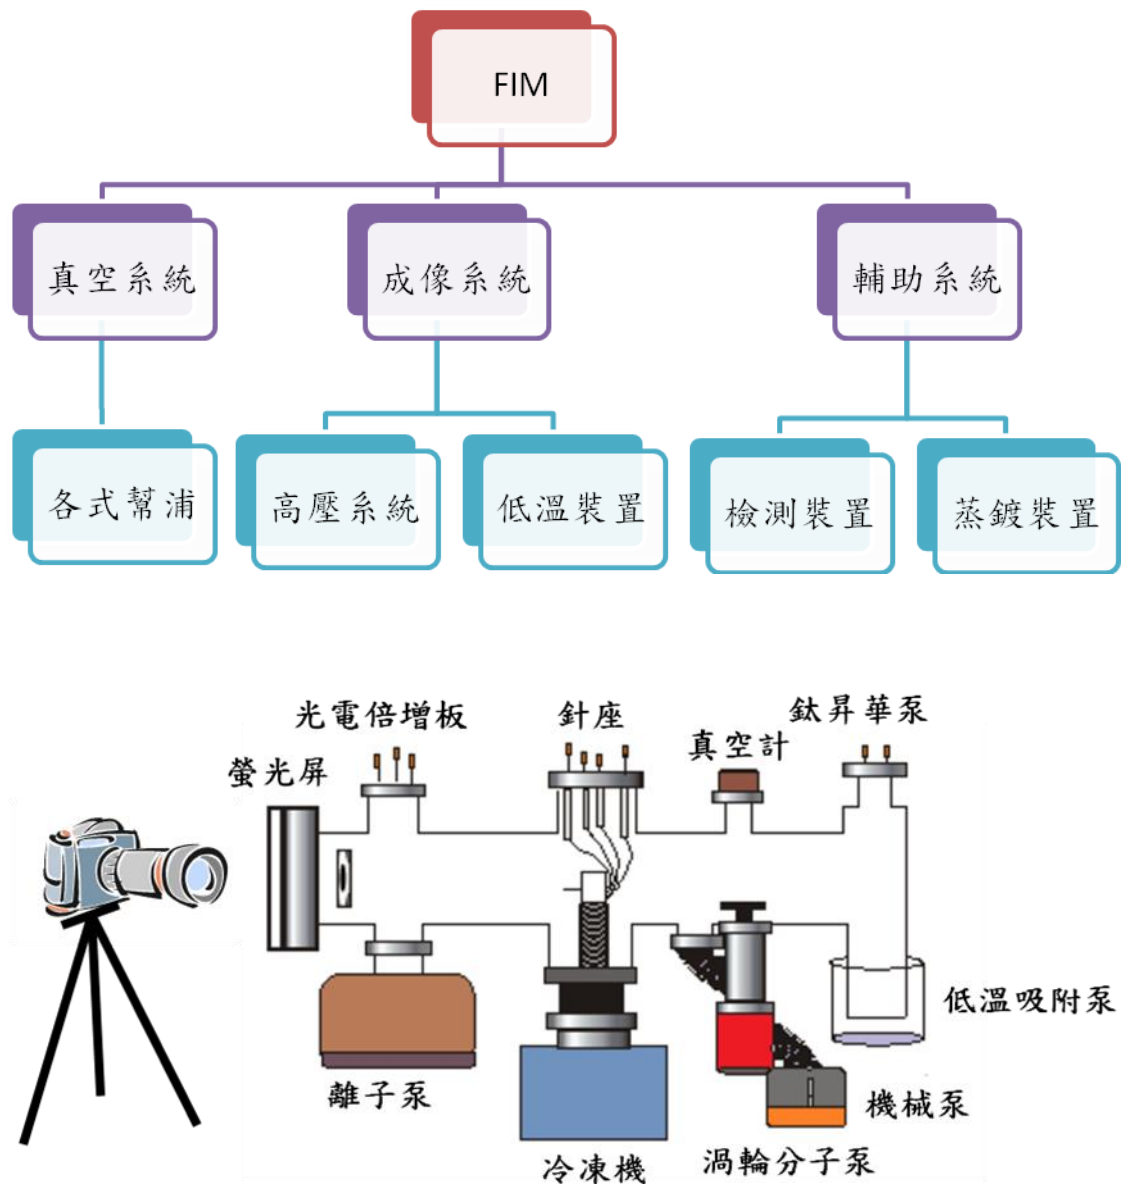 FIM
真空系統
成像系統
輔助系統
各式幫浦
高壓系統
低溫裝置
檢測裝置
蒸鍍裝置
光電倍增板
針座
鈦昇華泵
真空計
螢光屏
低溫吸附泵
離子泵
機械泵
渦輪分子泵
冷凍機